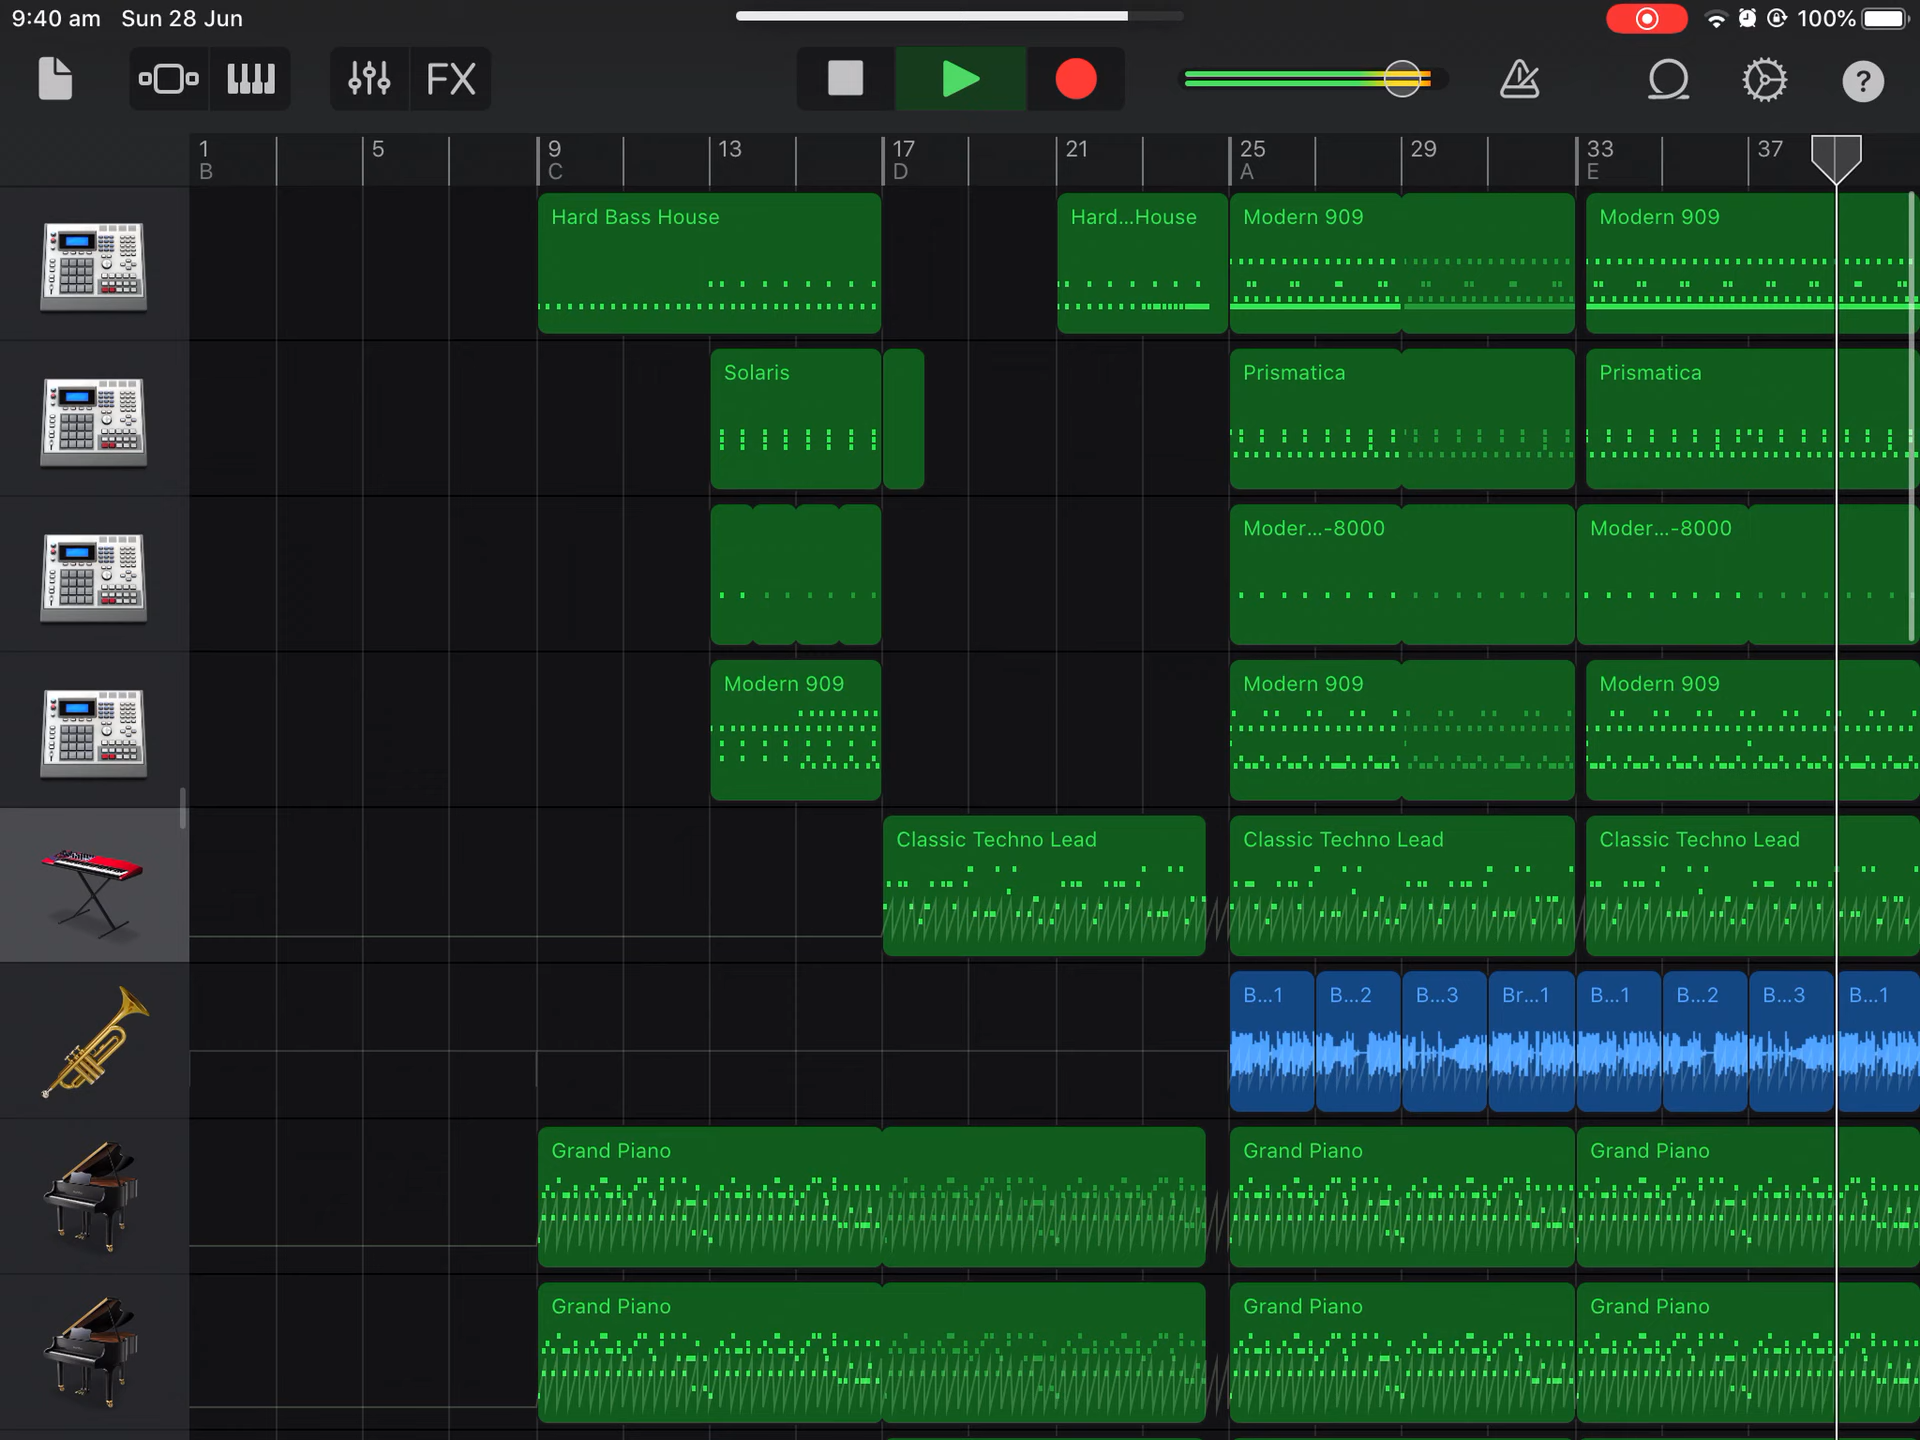 9:40 am Sun 28 Jun
100%
FX
?
1 5 9 13 17 21 25 29 33 37
B C D A E
Hard Bass House Hard...House Modern 909 Modern 909
Solaris Prismatica Prismatica
Moder...-8000 Moder...-8000
Modern 909 Modern 909 Modern 909
Classic Techno Lead Classic Techno Lead Classic Techno Lead
B...1 B...2 B...3 Br...1 B...1 B...2 B...3 B...1
Grand Piano Grand Piano Grand Piano
Grand Piano Grand Piano Grand Piano